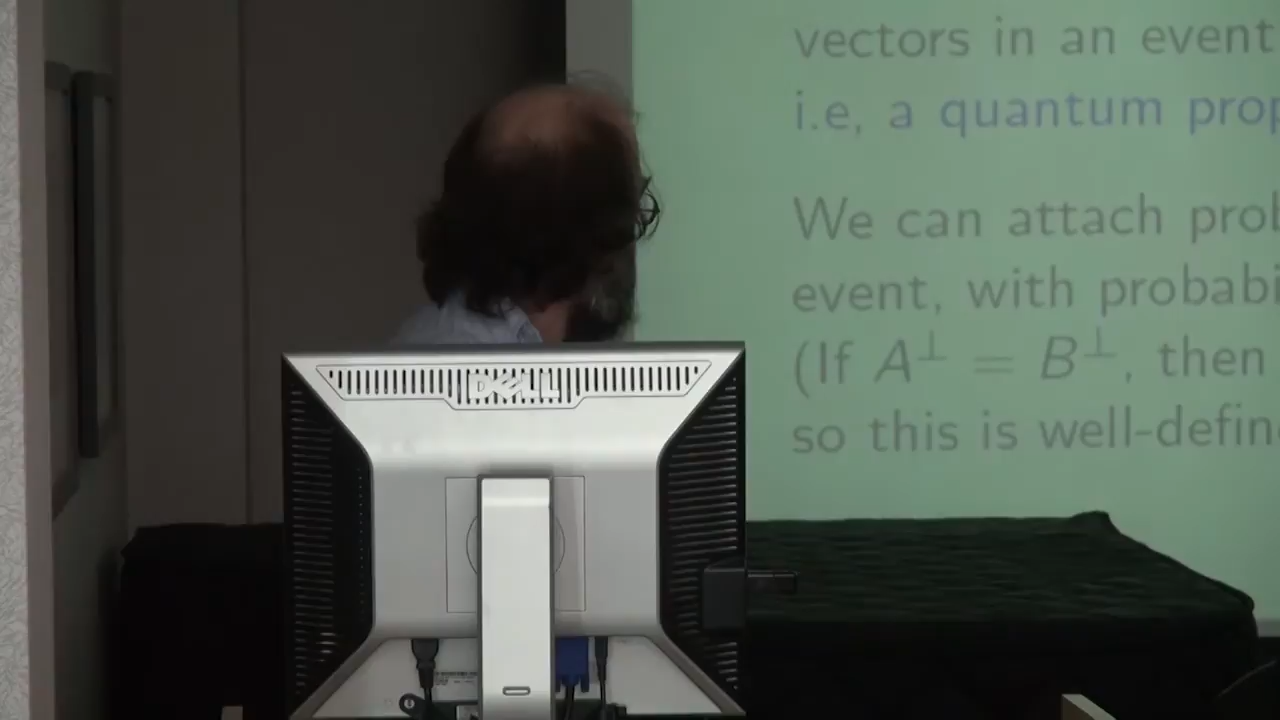 vectors in an event
i.e, a quantum prop
We can attach prob
event, with probabi
(If A⊥ = B⊥, then
so this is well-defin
DELL